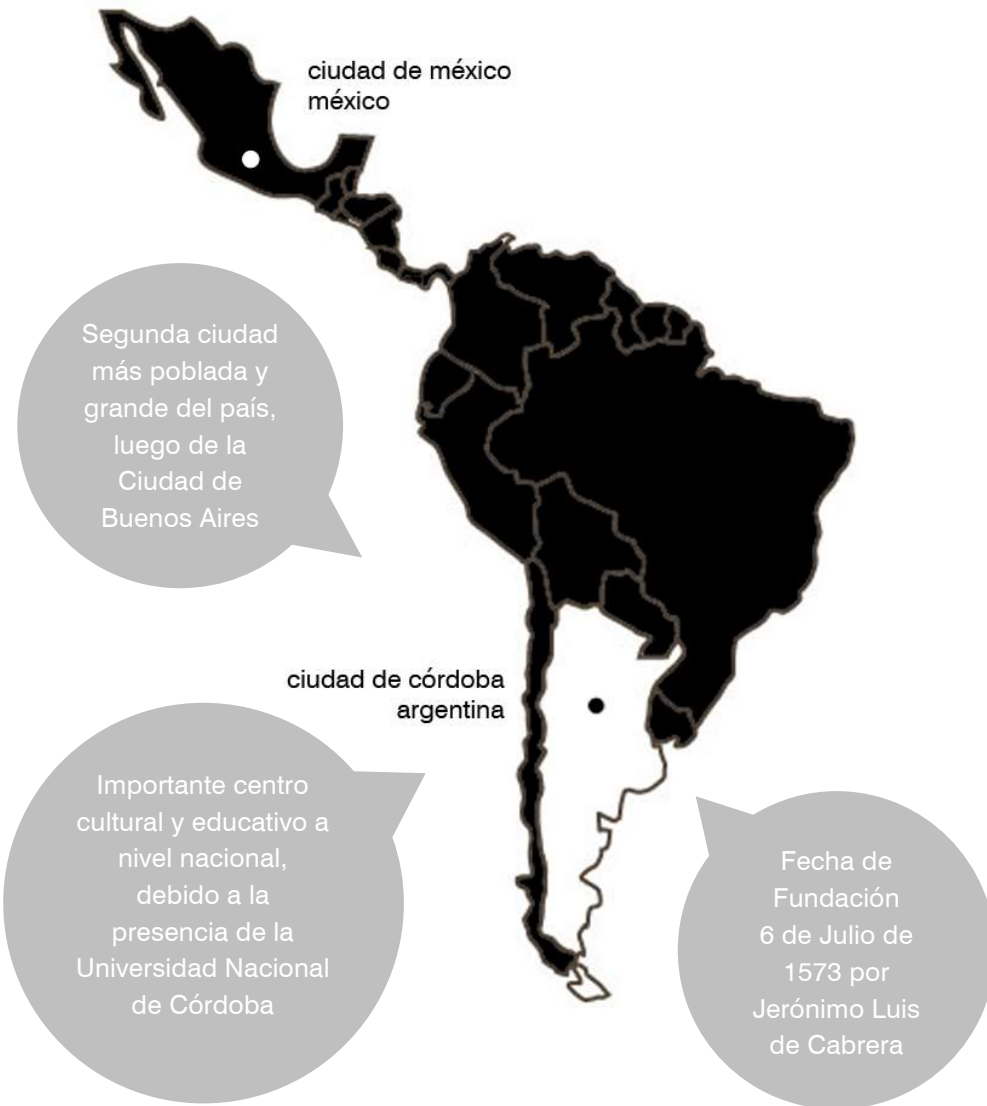 ciudad de méxico
méxico
Segunda ciudad
más poblada y
grande del país,
luego de la
Ciudad de
Buenos Aires
ciudad de córdoba
argentina
Importante centro
cultural y educativo a
nivel nacional,
debido a la
presencia de la
Universidad Nacional
de Córdoba
Fecha de
Fundación
6 de Julio de
1573 por
Jerónimo Luis
de Cabrera